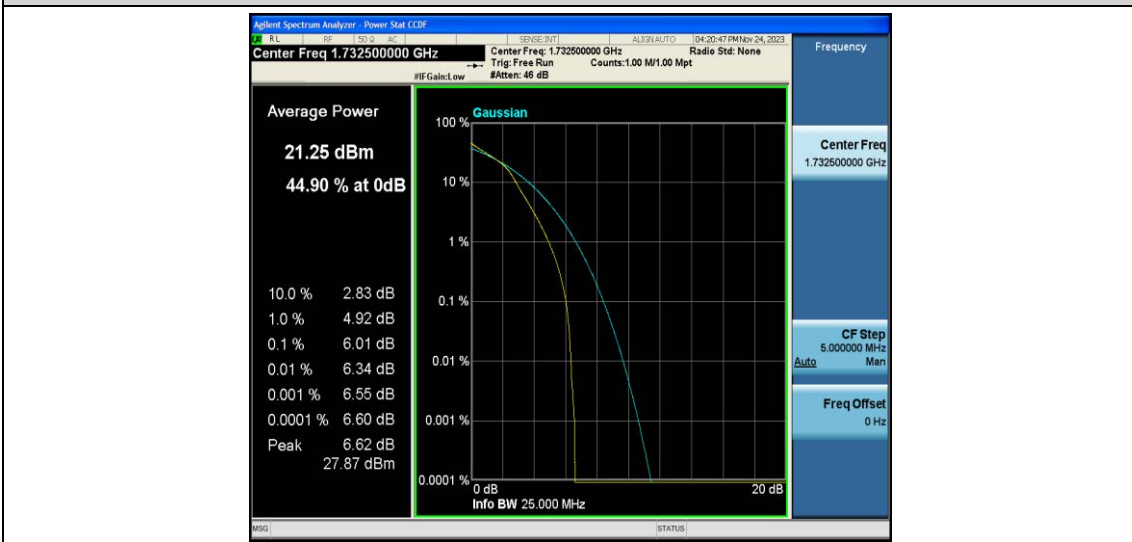 Agilent Spectrum Analyzer - Power Stat CCDF
RL RF 50 Ω AC SENSE:INT ALIGN AUTO 04:20:47 PM Nov 24, 2023
Center Freq 1.732500000 GHz
Center Freq: 1.732500000 GHz Radio Std: None
Trig: Free Run Counts:1.00 M/1.00 Mpt
#IFGain:Low #Atten: 46 dB
Frequency
Average Power
21.25 dBm
44.90 % at 0dB
10.0 % 2.83 dB
1.0 % 4.92 dB
0.1 % 6.01 dB
0.01 % 6.34 dB
0.001 % 6.55 dB
0.0001 % 6.60 dB
Peak 6.62 dB
27.87 dBm
Gaussian
100 %
10 %
1 %
0.1 %
0.01 %
0.001 %
0.0001 %
0 dB 20 dB
Info BW 25.000 MHz
Center Freq
1.732500000 GHz
CF Step
5.000000 MHz
Auto Man
Freq Offset
0 Hz
MSG STATUS